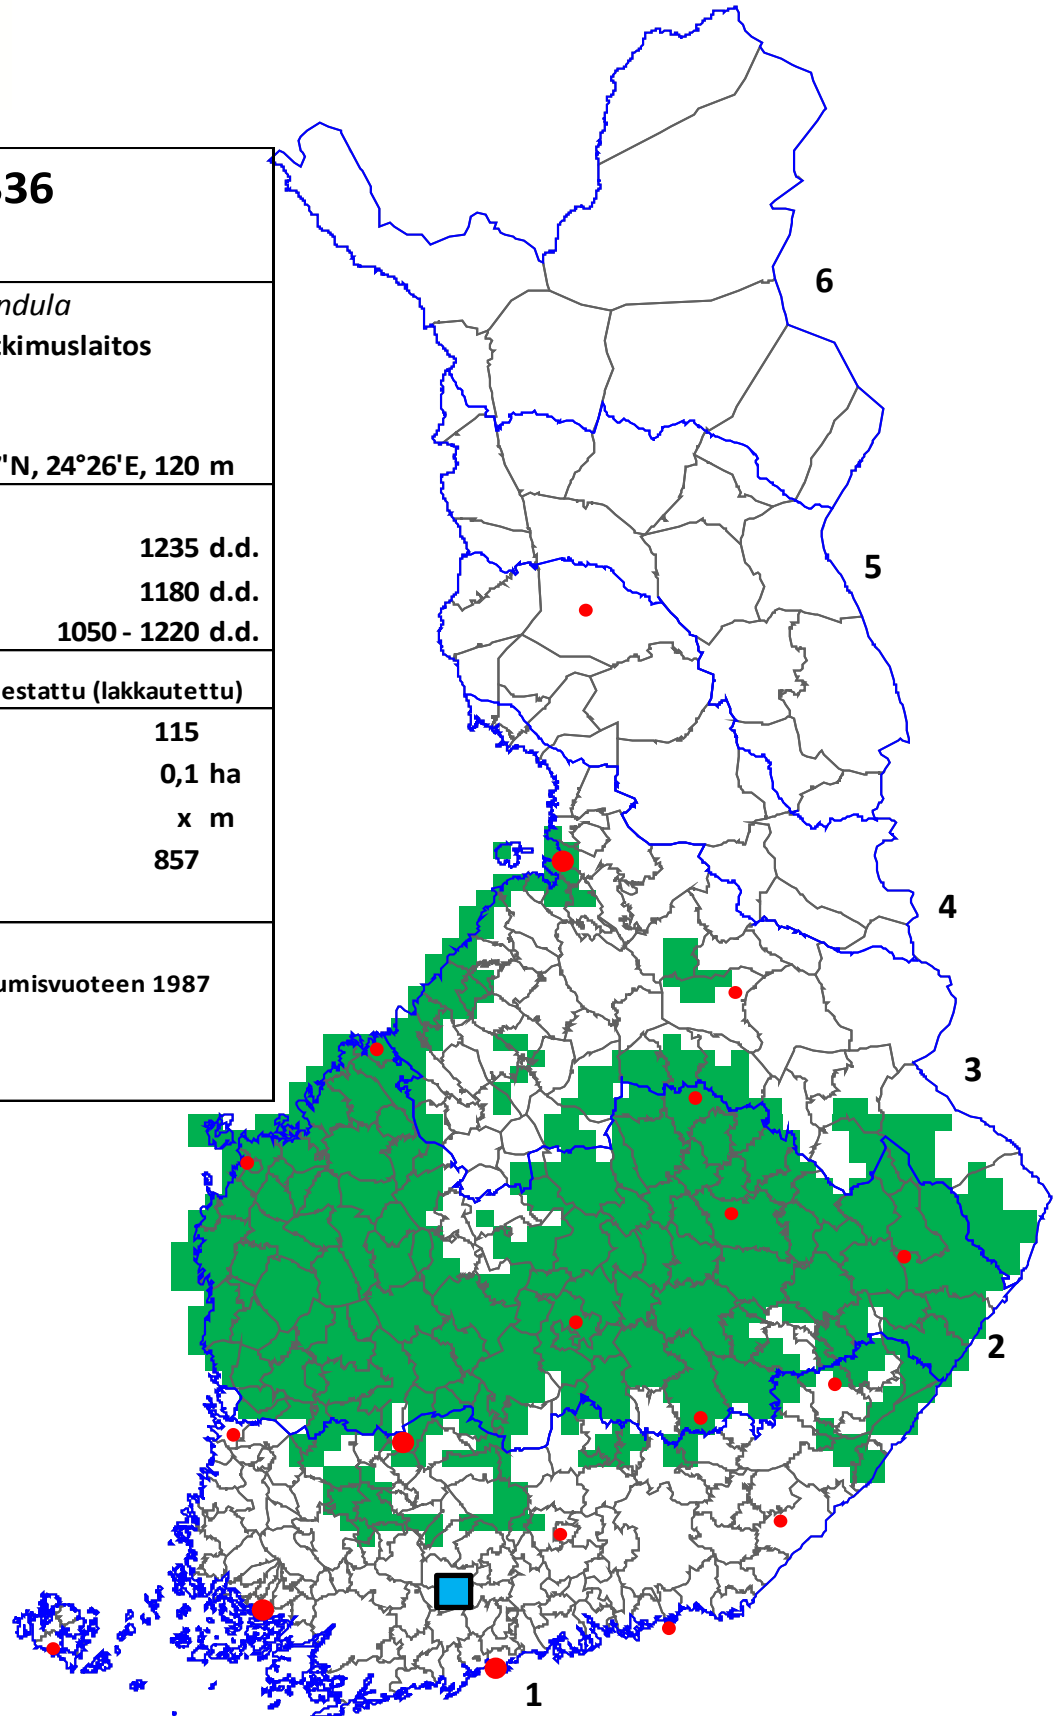 36
ndula
kimuslaitos
'N, 24°26'E, 120 m
1235 d.d.
1180 d.d.
1050 - 1220 d.d.
estattu (lakkautettu)
115
0,1 ha
x m
857
umisvuoteen 1987
6
5
4
3
2
1